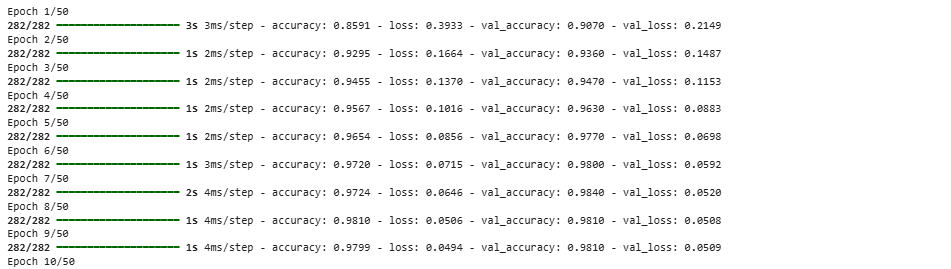 Epoch 1/50
282/282 ━━━━━━━━━━━━━━━━━━━━ 3s 3ms/step - accuracy: 0.8591 - loss: 0.3933 - val_accuracy: 0.9070 - val_loss: 0.2149
Epoch 2/50
282/282 ━━━━━━━━━━━━━━━━━━━━ 1s 2ms/step - accuracy: 0.9295 - loss: 0.1664 - val_accuracy: 0.9360 - val_loss: 0.1487
Epoch 3/50
282/282 ━━━━━━━━━━━━━━━━━━━━ 1s 2ms/step - accuracy: 0.9455 - loss: 0.1370 - val_accuracy: 0.9470 - val_loss: 0.1153
Epoch 4/50
282/282 ━━━━━━━━━━━━━━━━━━━━ 1s 2ms/step - accuracy: 0.9567 - loss: 0.1016 - val_accuracy: 0.9630 - val_loss: 0.0883
Epoch 5/50
282/282 ━━━━━━━━━━━━━━━━━━━━ 1s 2ms/step - accuracy: 0.9654 - loss: 0.0856 - val_accuracy: 0.9770 - val_loss: 0.0698
Epoch 6/50
282/282 ━━━━━━━━━━━━━━━━━━━━ 1s 3ms/step - accuracy: 0.9720 - loss: 0.0715 - val_accuracy: 0.9800 - val_loss: 0.0592
Epoch 7/50
282/282 ━━━━━━━━━━━━━━━━━━━━ 2s 4ms/step - accuracy: 0.9724 - loss: 0.0646 - val_accuracy: 0.9840 - val_loss: 0.0520
Epoch 8/50
282/282 ━━━━━━━━━━━━━━━━━━━━ 1s 4ms/step - accuracy: 0.9810 - loss: 0.0506 - val_accuracy: 0.9810 - val_loss: 0.0508
Epoch 9/50
282/282 ━━━━━━━━━━━━━━━━━━━━ 1s 4ms/step - accuracy: 0.9799 - loss: 0.0494 - val_accuracy: 0.9810 - val_loss: 0.0509
Epoch 10/50